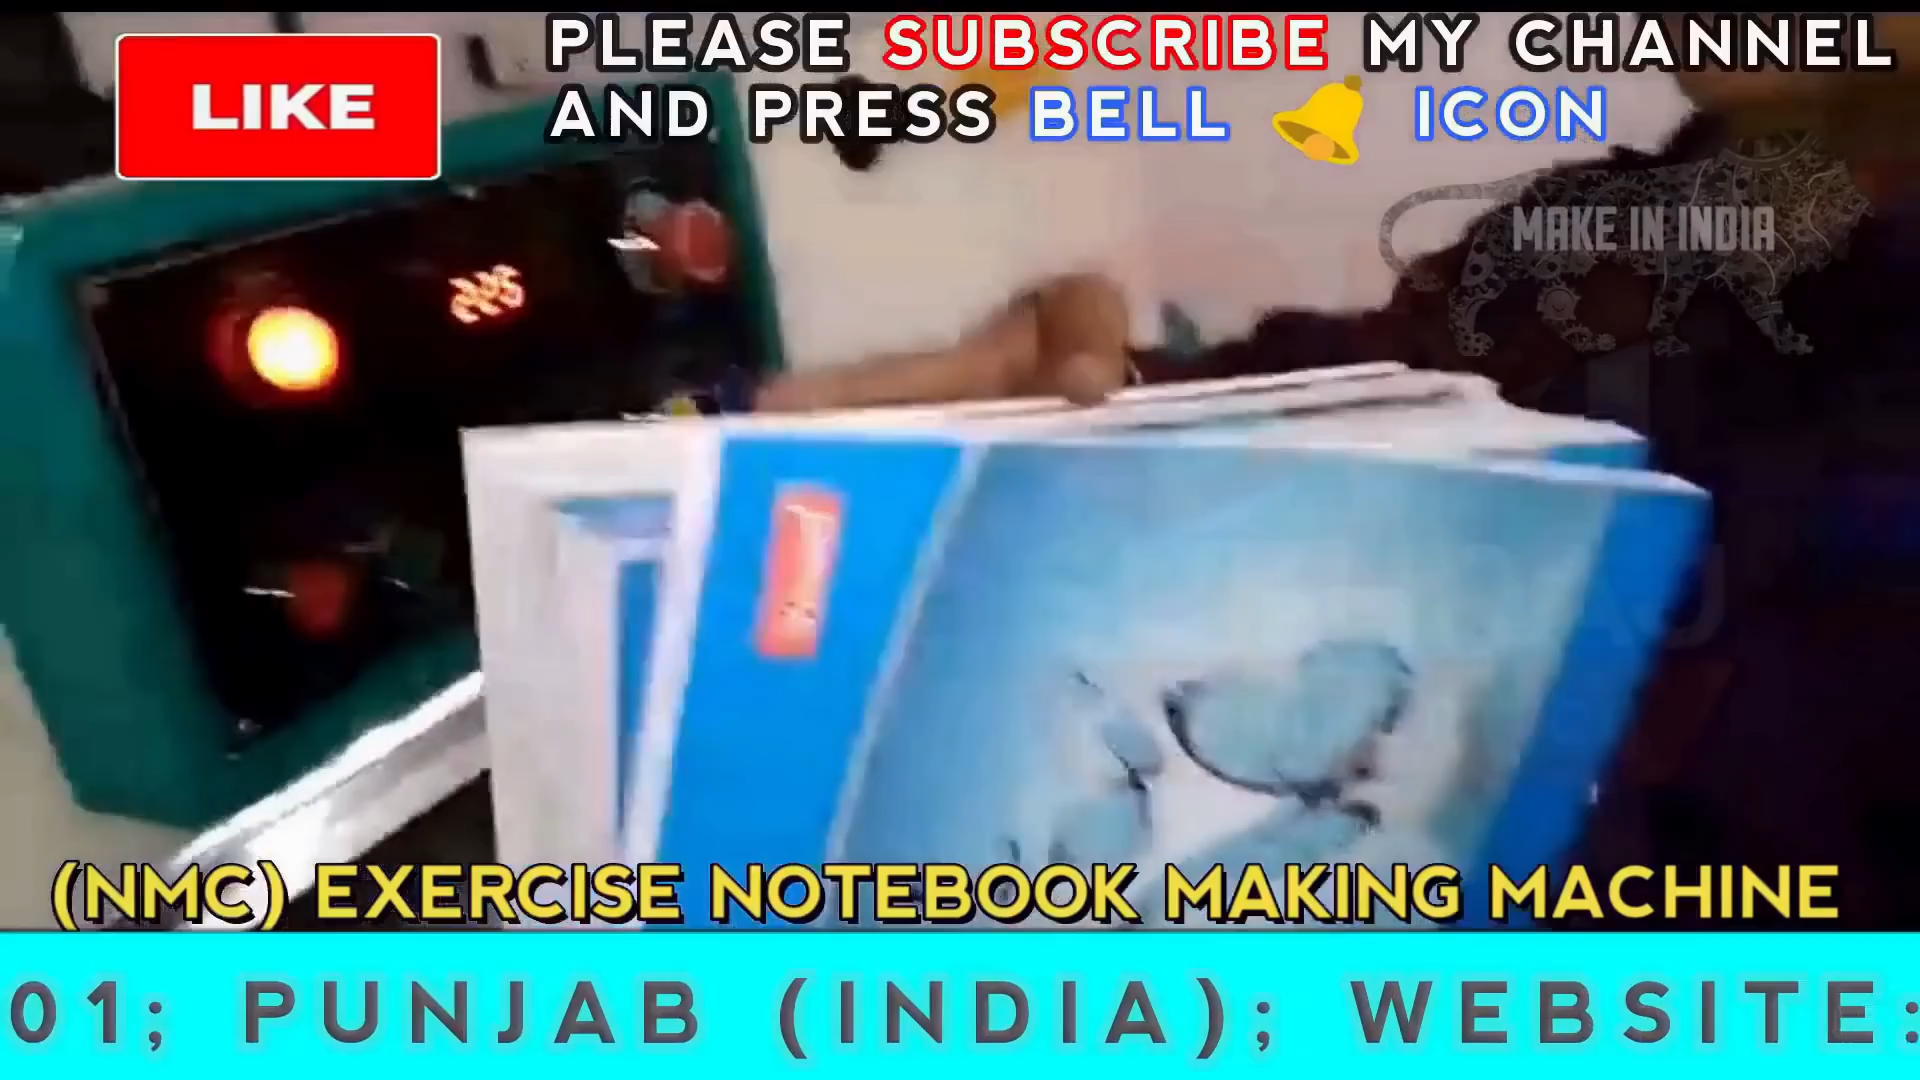 LIKE
PLEASE SUBSCRIBE MY CHANNEL
AND PRESS BELL ICON
MAKE IN INDIA
(NMC) EXERCISE NOTEBOOK MAKING MACHINE
01; PUNJAB (INDIA); WEBSITE: